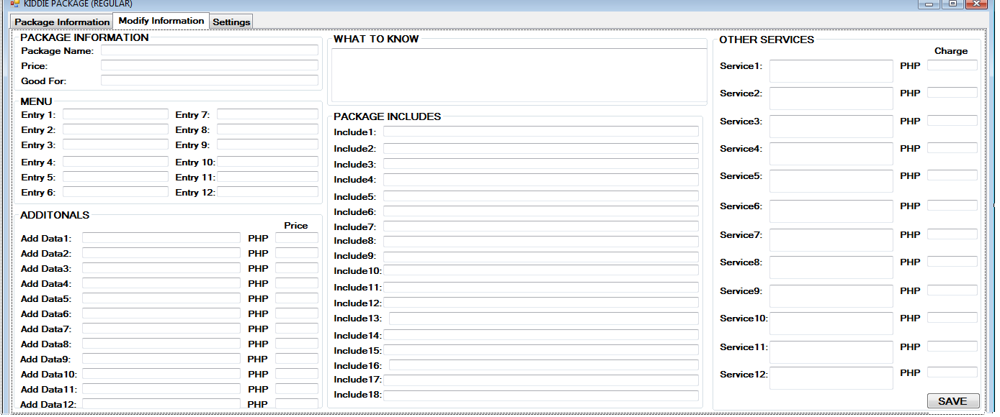 KIDDIE PACKAGE (REGULAR)
Package Information Modify Information Settings
PACKAGE INFORMATION
Package Name:
Price:
Good For:
MENU
Entry 1: Entry 7:
Entry 2: Entry 8:
Entry 3: Entry 9:
Entry 4: Entry 10:
Entry 5: Entry 11:
Entry 6: Entry 12:
ADDITONALS
Price
Add Data1: PHP
Add Data2: PHP
Add Data3: PHP
Add Data4: PHP
Add Data5: PHP
Add Data6: PHP
Add Data7: PHP
Add Data8: PHP
Add Data9: PHP
Add Data10: PHP
Add Data11: PHP
Add Data12: PHP
WHAT TO KNOW
PACKAGE INCLUDES
Include1:
Include2:
Include3:
Include4:
Include5:
Include6:
Include7:
Include8:
Include9:
Include10:
Include11:
Include12:
Include13:
Include14:
Include15:
Include16:
Include17:
Include18:
OTHER SERVICES
Charge
Service1: PHP
Service2: PHP
Service3: PHP
Service4: PHP
Service5: PHP
Service6: PHP
Service7: PHP
Service8: PHP
Service9: PHP
Service10: PHP
Service11: PHP
Service12: PHP
SAVE